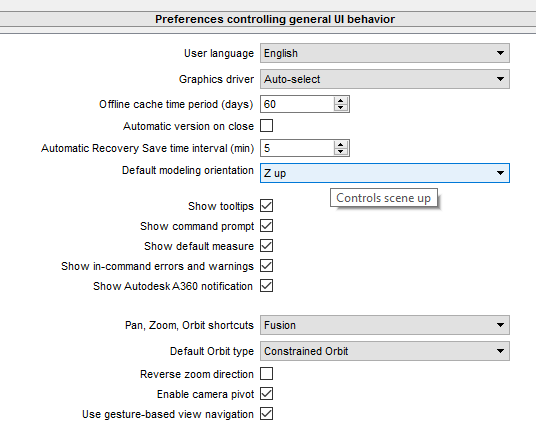 Preferences controlling general UI behavior
User language English
Graphics driver Auto-select
Offline cache time period (days) 60
Automatic version on close
Automatic Recovery Save time interval (min) 5
Default modeling orientation Z up
Controls scene up
Show tooltips
Show command prompt
Show default measure
Show in-command errors and warnings
Show Autodesk A360 notification
Pan, Zoom, Orbit shortcuts Fusion
Default Orbit type Constrained Orbit
Reverse zoom direction
Enable camera pivot
Use gesture-based view navigation